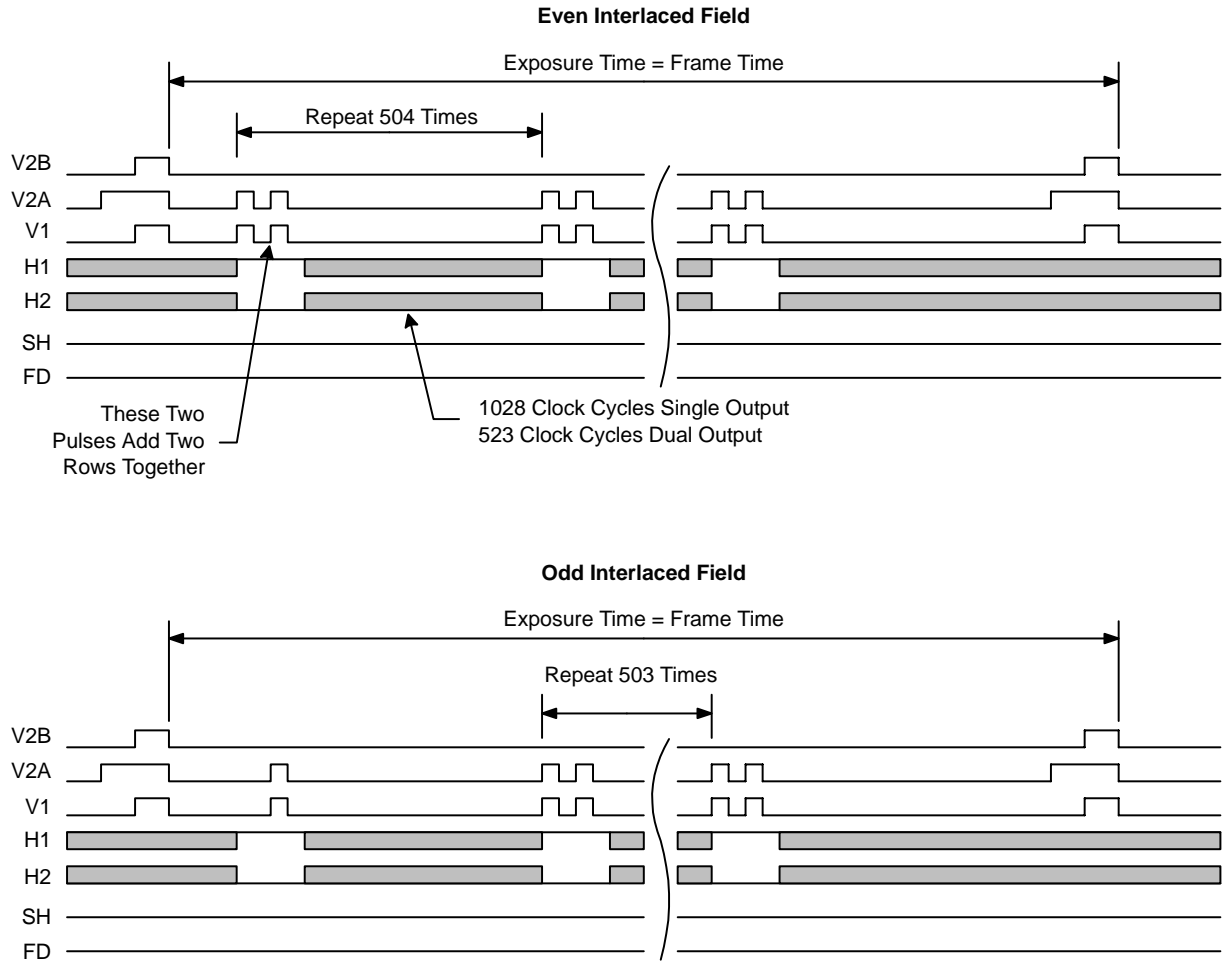 Even Interlaced Field
Exposure Time = Frame Time
Repeat 504 Times
V2B
V2A
V1
H1
H2
SH
FD
These Two
Pulses Add Two
Rows Together
1028 Clock Cycles Single Output
523 Clock Cycles Dual Output
Odd Interlaced Field
Exposure Time = Frame Time
Repeat 503 Times
V2B
V2A
V1
H1
H2
SH
FD